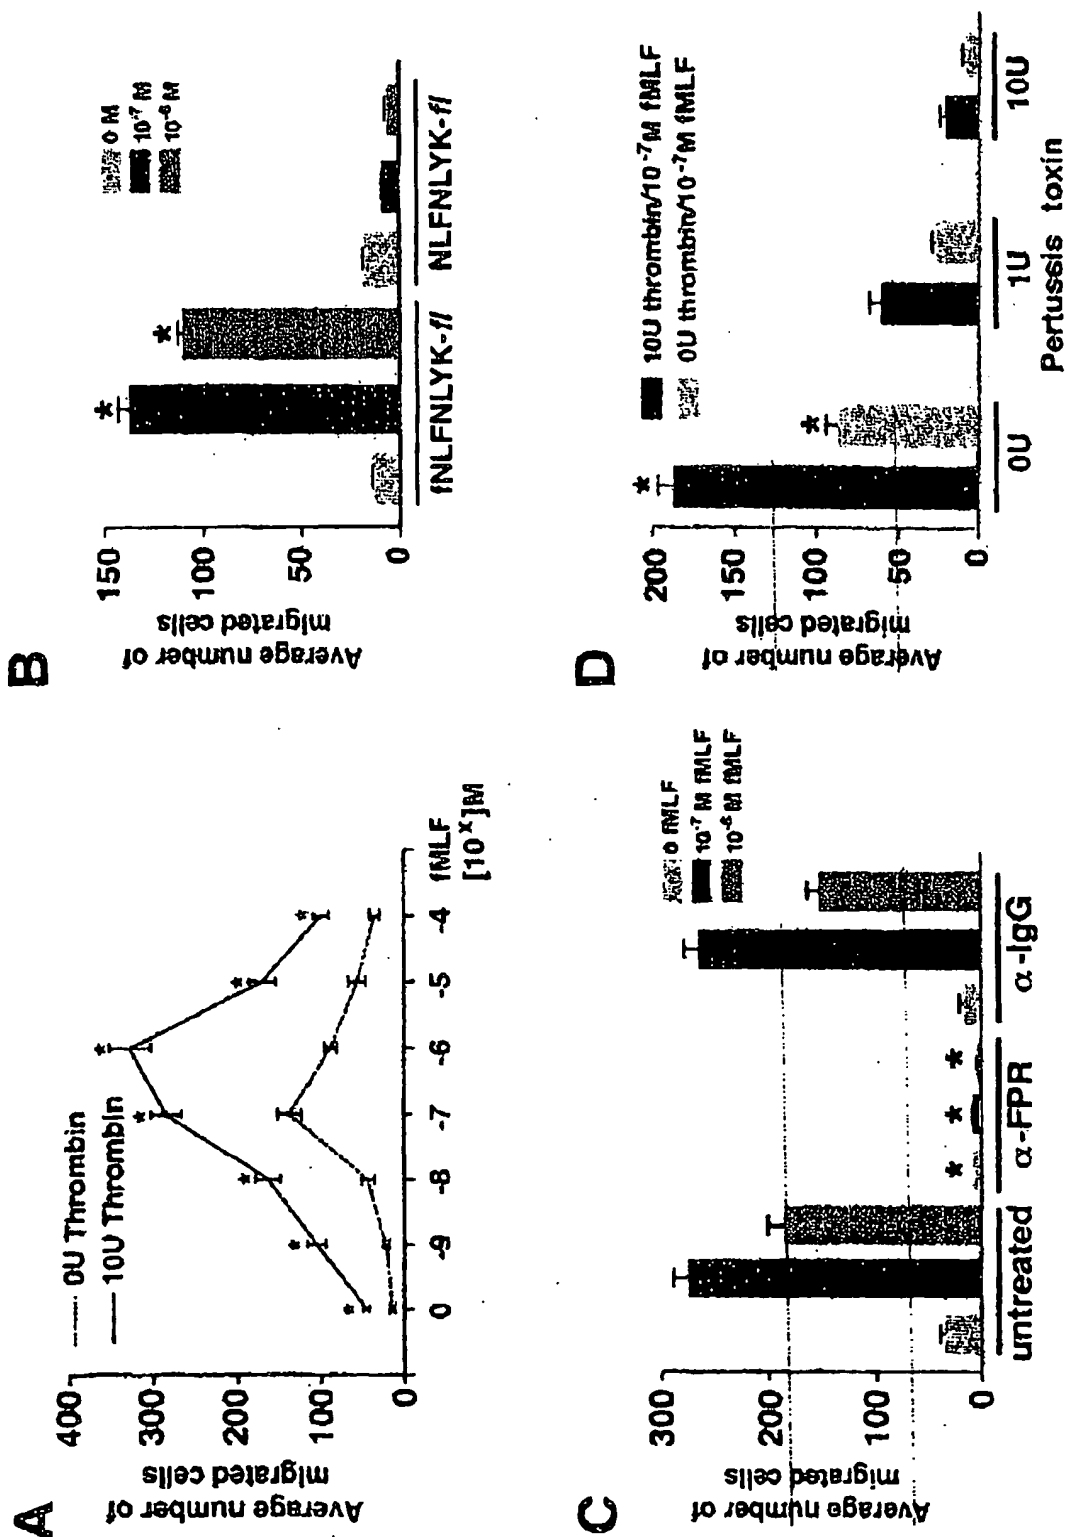 A
Average number of
migrated cells
400
300
200
100
0
0U Thrombin
10U Thrombin
*
*
*
*
*
*
*
0
-9
-8
-7
-6
-5
-4
fMLF
[10^x]M
B
Average number of
migrated cells
150
100
50
0
0 M
10^-7 M
10^-6 M
*
*
fNLFNLYK-fl
NLFNLYK-fl
C
Average number of
migrated cells
300
200
100
0
0 fMLF
10^-7 M fMLF
10^-6 M fMLF
*
*
*
untreated
α-FPR
α-IgG
D
Average number of
migrated cells
200
150
100
50
0
10U thrombin/10^-7M fMLF
0U thrombin/10^-7M fMLF
*
*
0U
1U
10U
Pertussis toxin